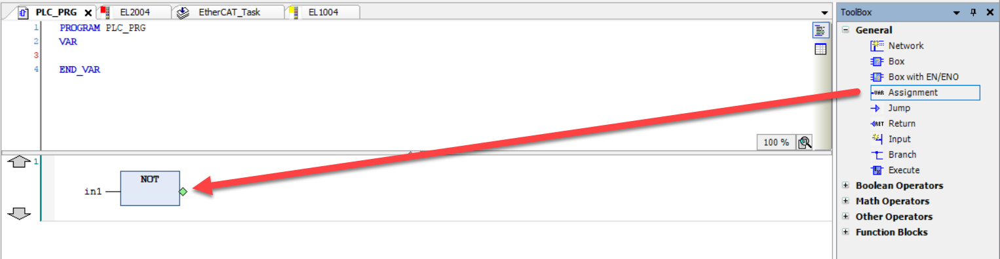 PLC_PRG EL2004 EtherCAT_Task EL1004
1 PROGRAM PLC_PRG
2 VAR
3
4 END_VAR
100 %
1
NOT
in1
ToolBox
General
Network
Box
Box with EN/ENO
VAR Assignment
Jump
RET Return
Input
Branch
Execute
Boolean Operators
Math Operators
Other Operators
Function Blocks